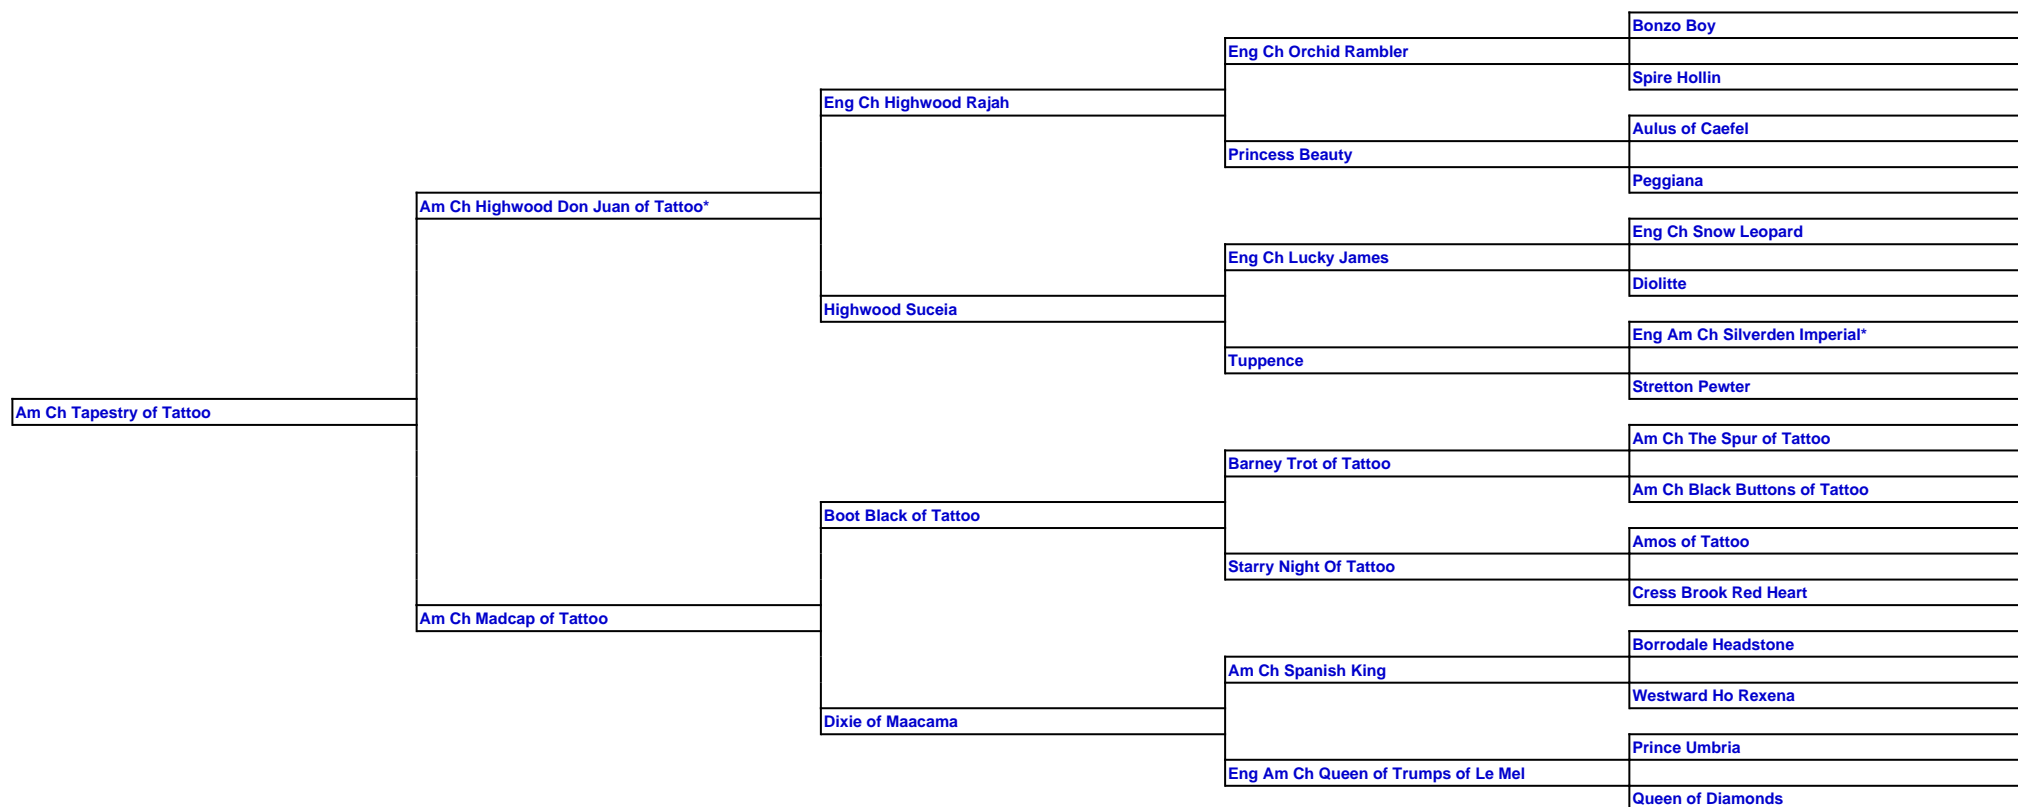 Bonzo Boy
Eng Ch Orchid Rambler
Spire Hollin
Eng Ch Highwood Rajah
Aulus of Caefel
Princess Beauty
Peggiana
Am Ch Highwood Don Juan of Tattoo*
Eng Ch Snow Leopard
Eng Ch Lucky James
Diolitte
Highwood Suceia
Eng Am Ch Silverden Imperial*
Tuppence
Stretton Pewter
Am Ch Tapestry of Tattoo
Am Ch The Spur of Tattoo
Barney Trot of Tattoo
Am Ch Black Buttons of Tattoo
Boot Black of Tattoo
Amos of Tattoo
Starry Night Of Tattoo
Cress Brook Red Heart
Am Ch Madcap of Tattoo
Borrodale Headstone
Am Ch Spanish King
Westward Ho Rexena
Dixie of Maacama
Prince Umbria
Eng Am Ch Queen of Trumps of Le Mel
Queen of Diamonds